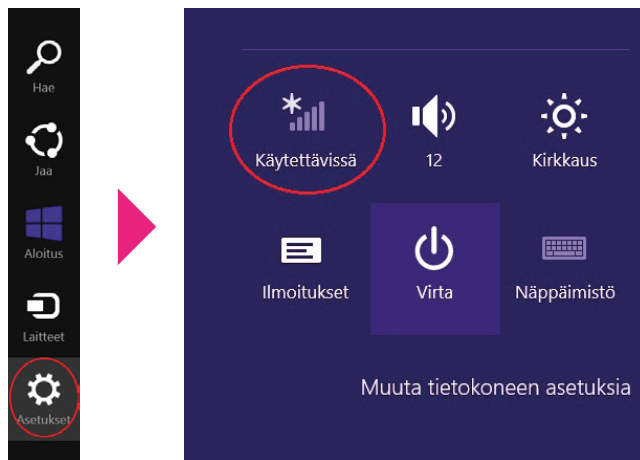 Hae
Jaa
Aloitus
Laitteet
Asetukset
Käytettävissä
12
Kirkkaus
Ilmoitukset
Virta
Näppäimistö
Muuta tietokoneen asetuksia